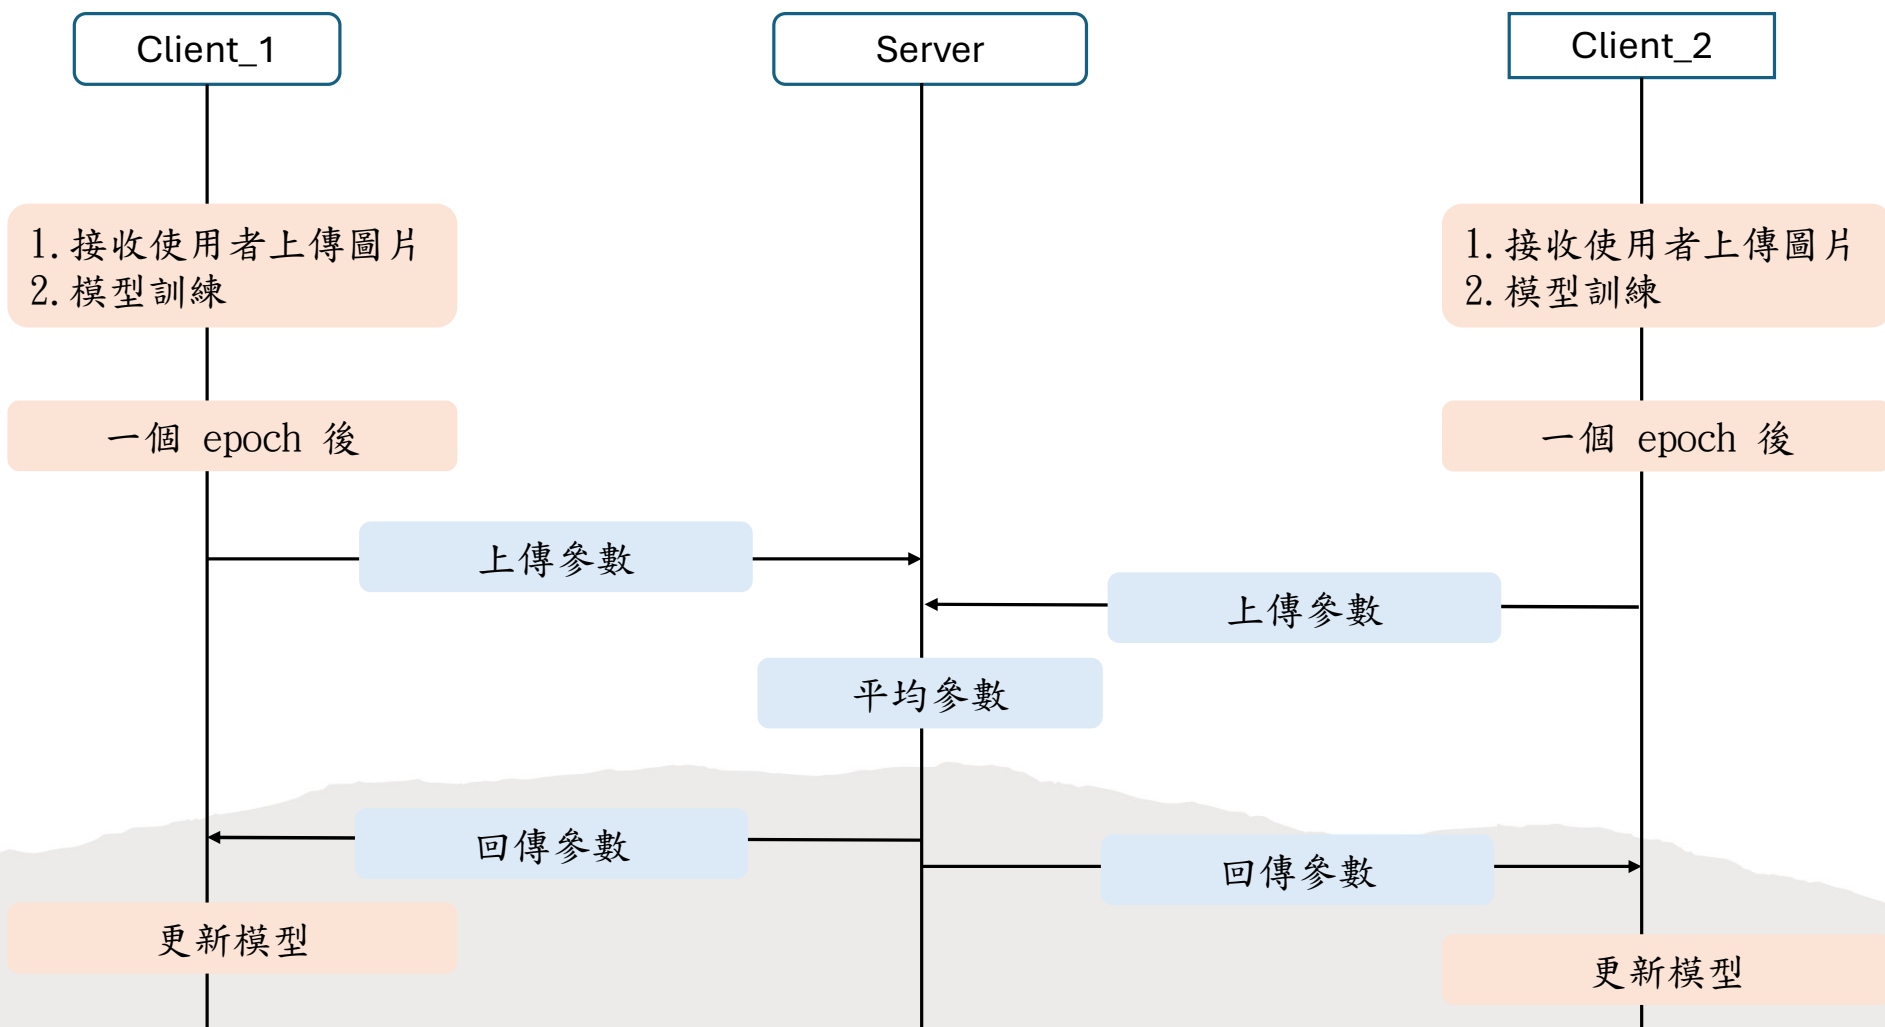 Client_1
Server
Client_2
1.接收使用者上傳圖片
2.模型訓練
1.接收使用者上傳圖片
2.模型訓練
一個 epoch 後
一個 epoch 後
上傳參數
上傳參數
平均參數
回傳參數
回傳參數
更新模型
更新模型